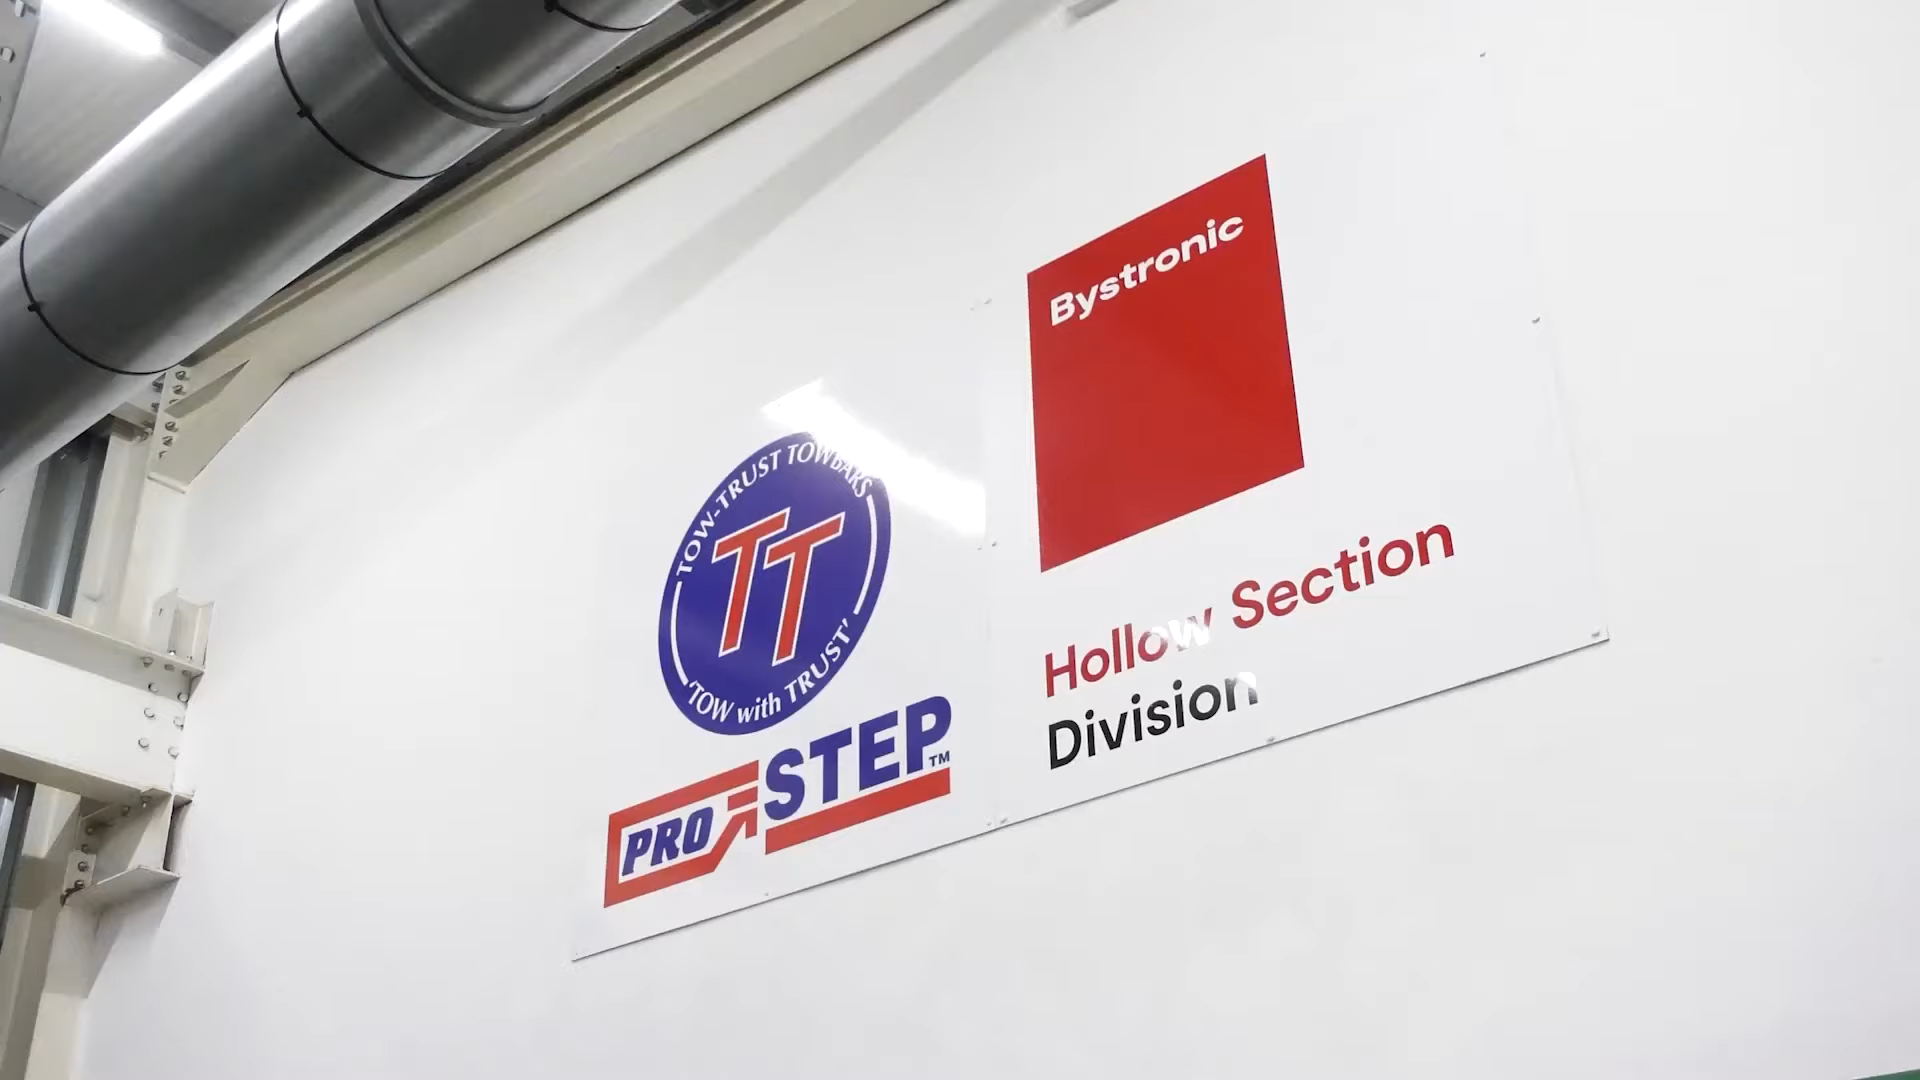 TOW-TRUST TOWBARS
TT
'TOW with TRUST'
PRO STEP™
Bystronic
Hollow Section
Division